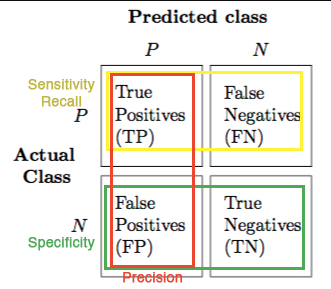 Predicted class
P N
Sensitivity
Recall
P
True
Positives
(TP)
False
Negatives
(FN)
Actual
Class
N
Specificity
False
Positives
(FP)
True
Negatives
(TN)
Precision